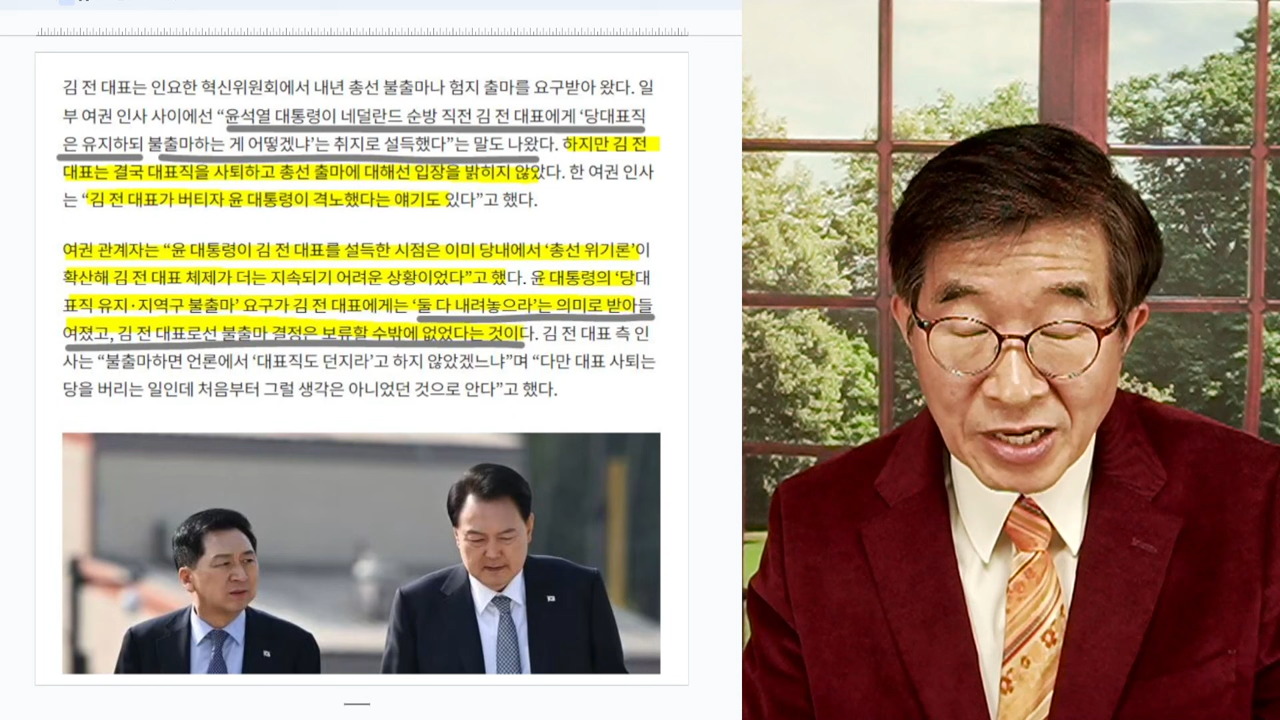 김 전 대표는 인요한 혁신위원회에서 내년 총선 불출마나 험지 출마를 요구받아 왔다. 일
부 여권 인사 사이에선 “윤석열 대통령이 네덜란드 순방 직전 김 전 대표에게 ‘당대표직
은 유지하되 불출마하는 게 어떻겠냐’는 취지로 설득했다”는 말도 나왔다. 하지만 김 전
대표는 결국 대표직을 사퇴하고 총선 출마에 대해선 입장을 밝히지 않았다. 한 여권 인사
는 “김 전 대표가 버티자 윤 대통령이 격노했다는 얘기도 있다”고 했다.
여권 관계자는 “윤 대통령이 김 전 대표를 설득한 시점은 이미 당내에서 ‘총선 위기론’이
확산해 김 전 대표 체제가 더는 지속되기 어려운 상황이었다”고 했다. 윤 대통령의 ‘당대
표직 유지·지역구 불출마’ 요구가 김 전 대표에게는 ‘둘 다 내려놓으라’는 의미로 받아들
여졌고, 김 전 대표로선 불출마 결정은 보류할 수밖에 없었다는 것이다. 김 전 대표 측 인
사는 “불출마하면 언론에서 ‘대표직도 던지라’고 하지 않았겠느냐”며 “다만 대표 사퇴는
당을 버리는 일인데 처음부터 그럴 생각은 아니었던 것으로 안다”고 했다.